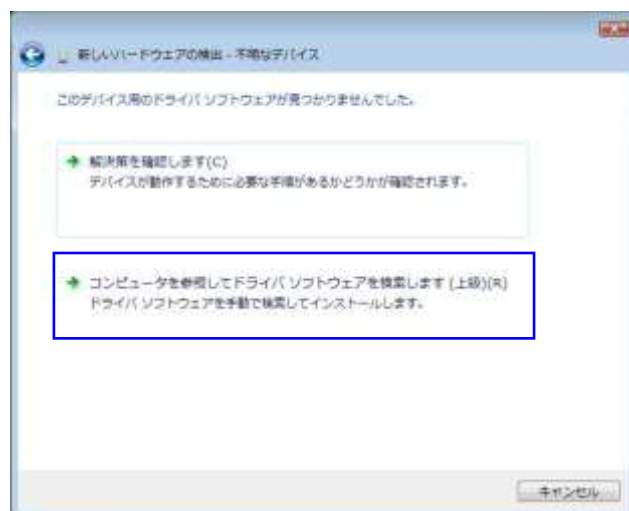 新しいハードウェアの検出 - 不明なデバイス
このデバイス用のドライバ ソフトウェアが見つかりませんでした。
解決策を確認します(C)
デバイスが動作するために必要な手順があるかどうかが確認されます。
コンピュータを参照してドライバ ソフトウェアを検索します (上級)(R)
ドライバ ソフトウェアを手動で検索してインストールします。
キャンセル